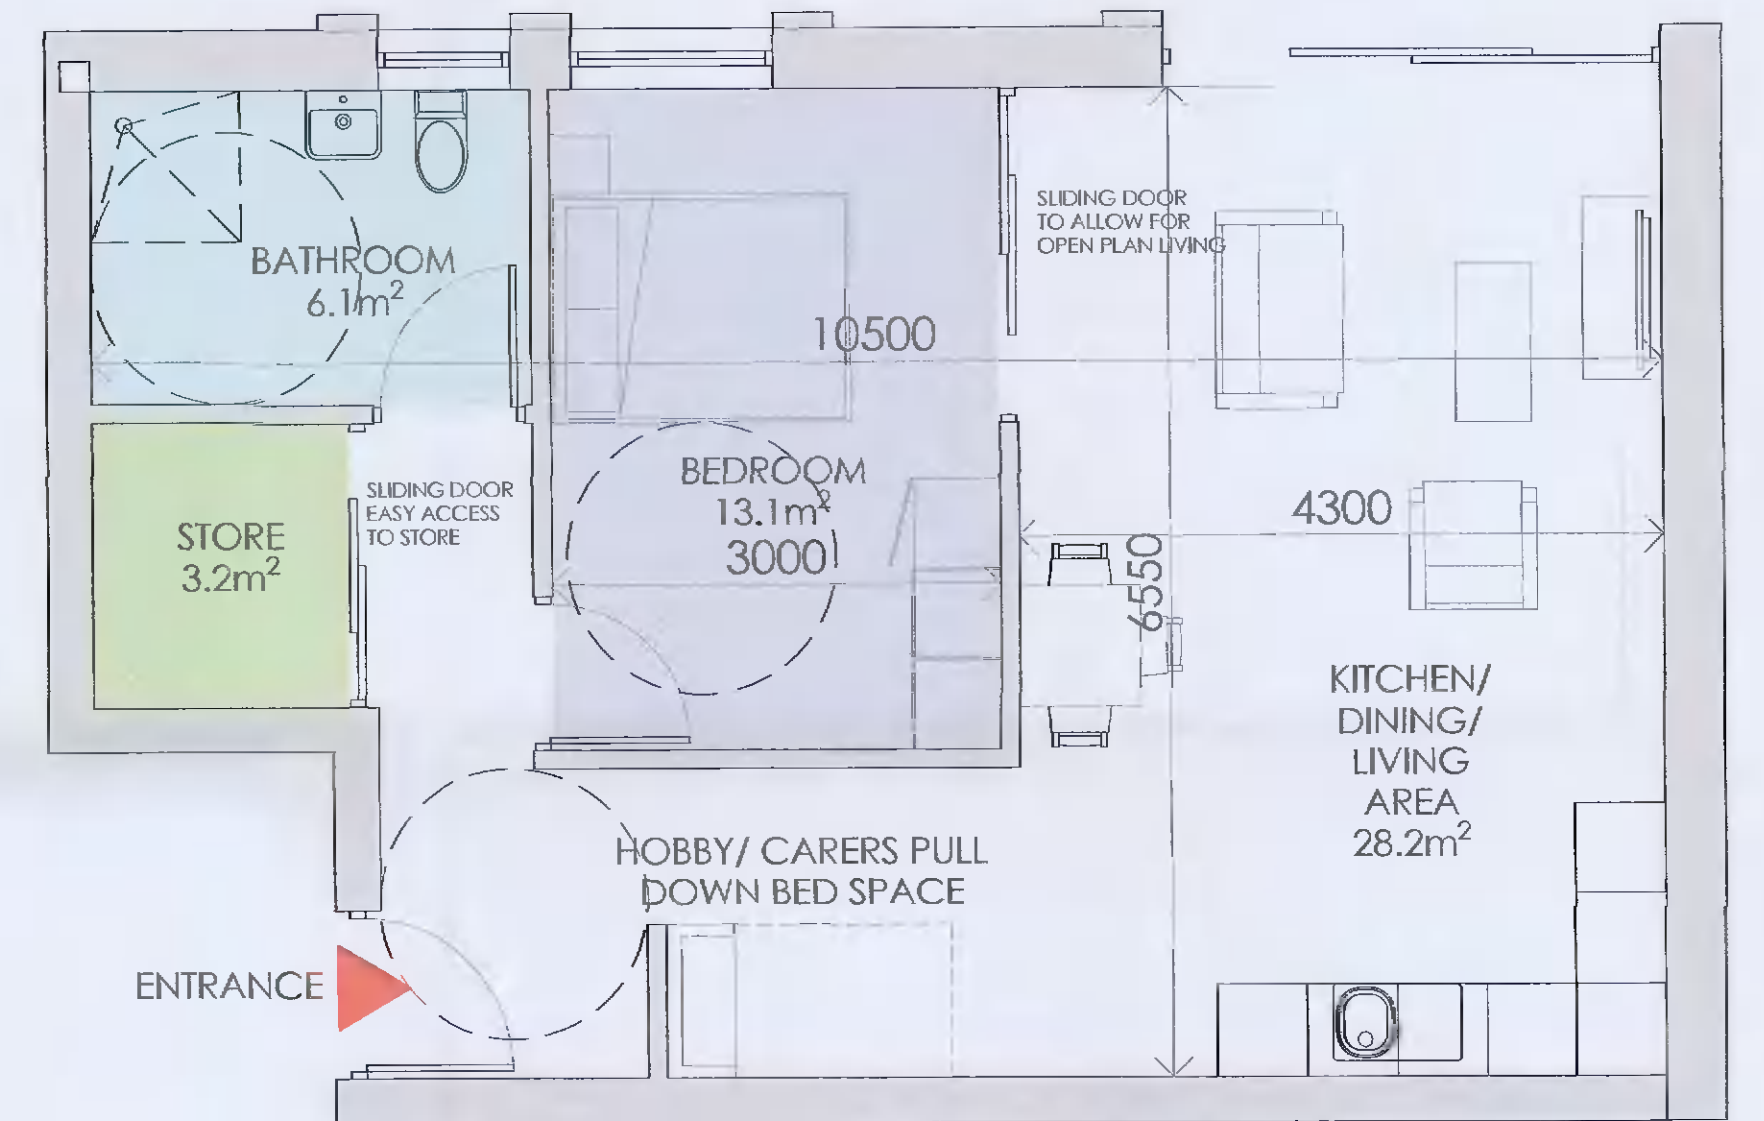 SLIDING DOOR
TO ALLOW FOR
OPEN PLAN LIVING
BATHROOM
6.1m²
10500
SLIDING DOOR
EASY ACCESS
TO STORE
STORE
3.2m²
BEDROOM
13.1m²
3000
4300
6550
KITCHEN/
DINING/
LIVING
AREA
28.2m²
HOBBY/ CARERS PULL
DOWN BED SPACE
ENTRANCE